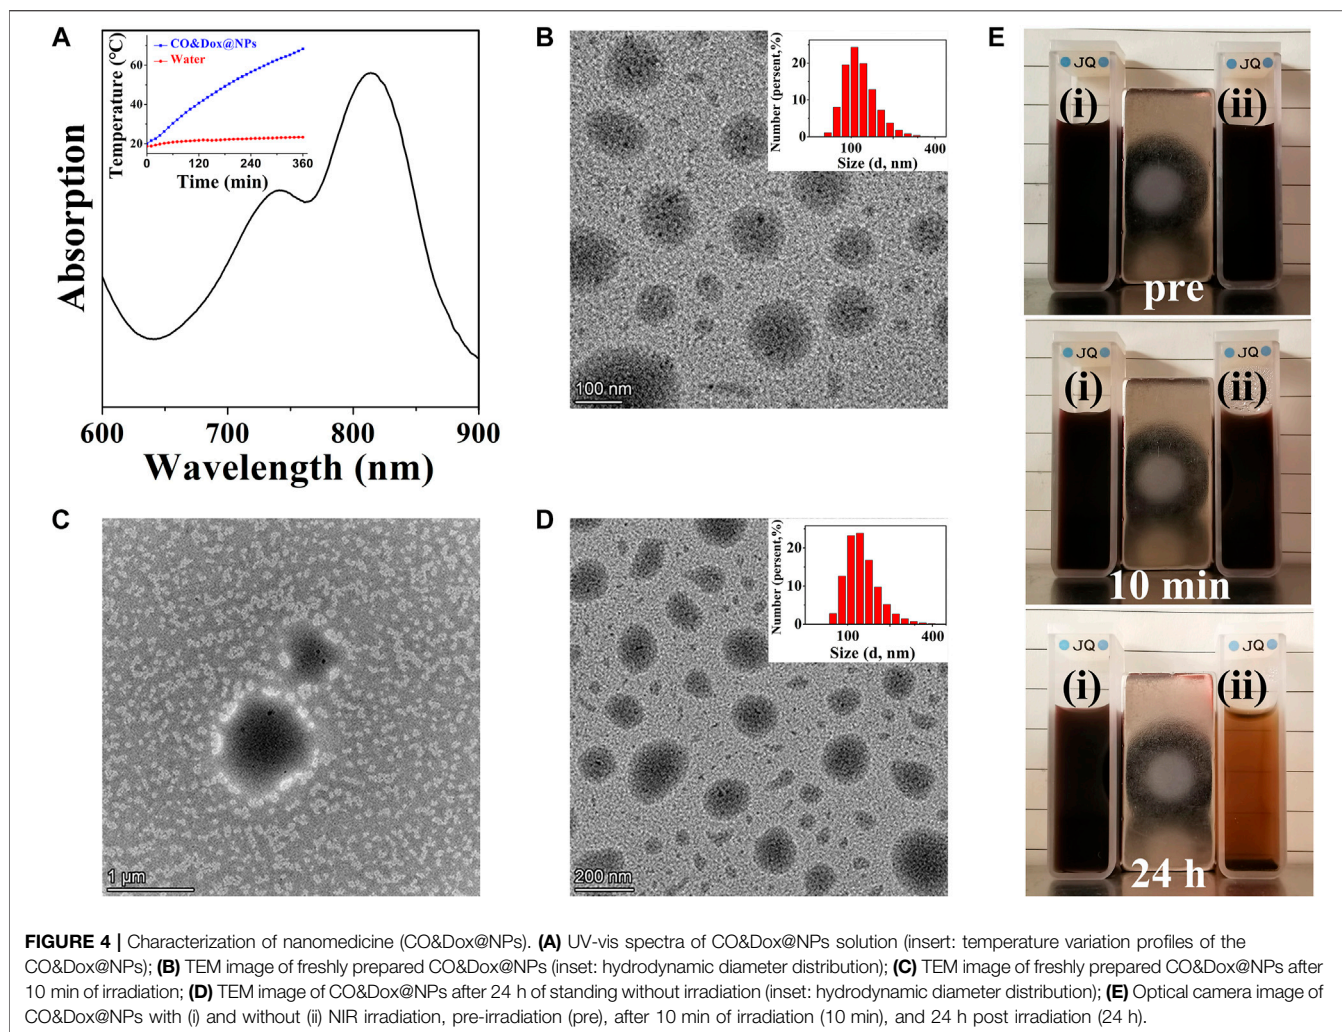 A
Temperature (°C)
60
40
20
CO&Dox@NPs
Water
0
120
240
360
Time (min)
Absorption
600
700
800
900
Wavelength (nm)
B
100 nm
Number (persent,%)
20
10
0
100
400
Size (d, nm)
C
1 μm
D
200 nm
Number (persent,%)
20
10
0
100
400
Size (d, nm)
E
JQ
JQ
(i)
(ii)
pre
JQ
JQ
(i)
(ii)
10 min
JQ
JQ
(i)
(ii)
24 h
FIGURE 4 | Characterization of nanomedicine (CO&Dox@NPs). (A) UV-vis spectra of CO&Dox@NPs solution (insert: temperature variation profiles of the
CO&Dox@NPs); (B) TEM image of freshly prepared CO&Dox@NPs (inset: hydrodynamic diameter distribution); (C) TEM image of freshly prepared CO&Dox@NPs after
10 min of irradiation; (D) TEM image of CO&Dox@NPs after 24 h of standing without irradiation (inset: hydrodynamic diameter distribution); (E) Optical camera image of
CO&Dox@NPs with (i) and without (ii) NIR irradiation, pre-irradiation (pre), after 10 min of irradiation (10 min), and 24 h post irradiation (24 h).